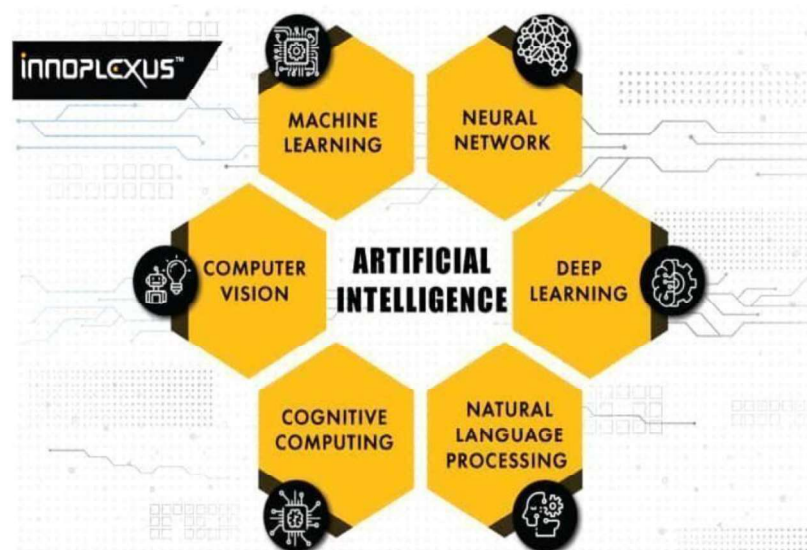 innoplexus™
MACHINE
LEARNING
NEURAL
NETWORK
COMPUTER
VISION
ARTIFICIAL
INTELLIGENCE
DEEP
LEARNING
COGNITIVE
COMPUTING
NATURAL
LANGUAGE
PROCESSING